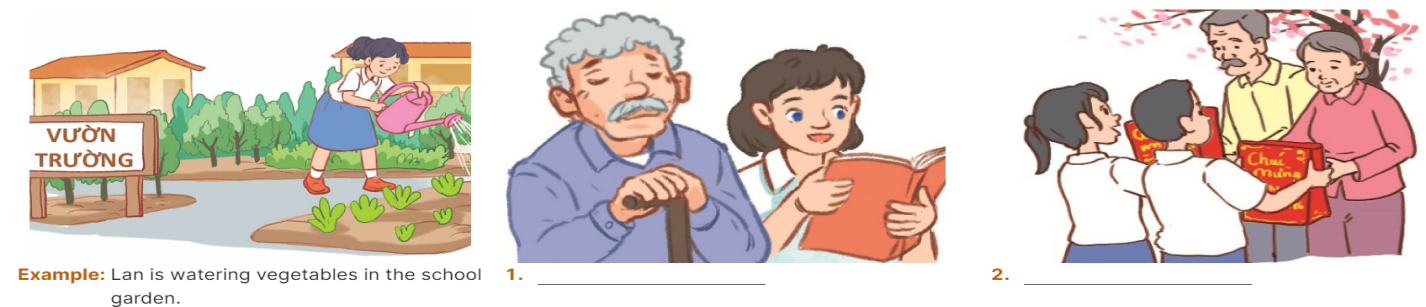 VƯỜN
TRƯỜNG
Chúc
mừng
Example: Lan is watering vegetables in the school
garden.
1.
2.